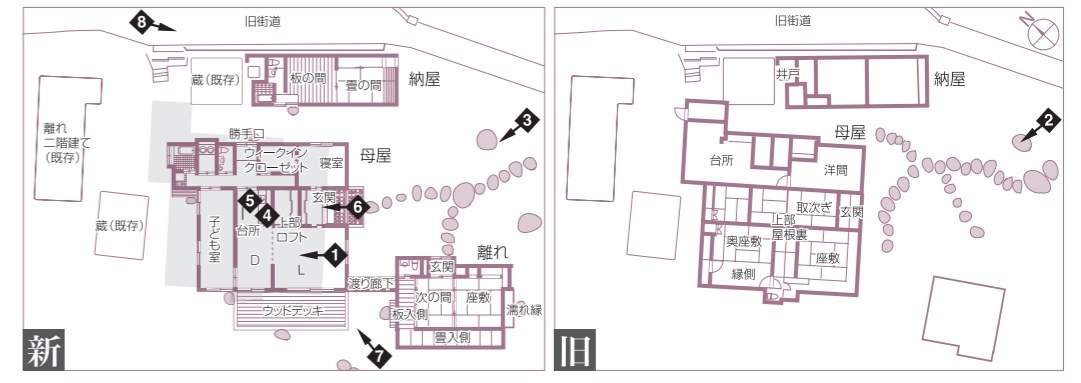 8
旧街道
蔵(既存)
板の間
畳の間
納屋
離れ
二階建て
(既存)
3
勝手口
ウィークイン
クローゼット
寝室
母屋
蔵(既存)
子ども室
5
4
台所
D
上部
ロフト
玄関
6
1
L
離れ
渡り廊下
玄関
次の間
座敷
板入側
濡れ縁
畳入側
ウッドデッキ
7
新
旧街道
N
井戸
納屋
2
母屋
台所
洋間
取次ぎ
玄関
上部
屋根裏
奥座敷
座敷
縁側
旧